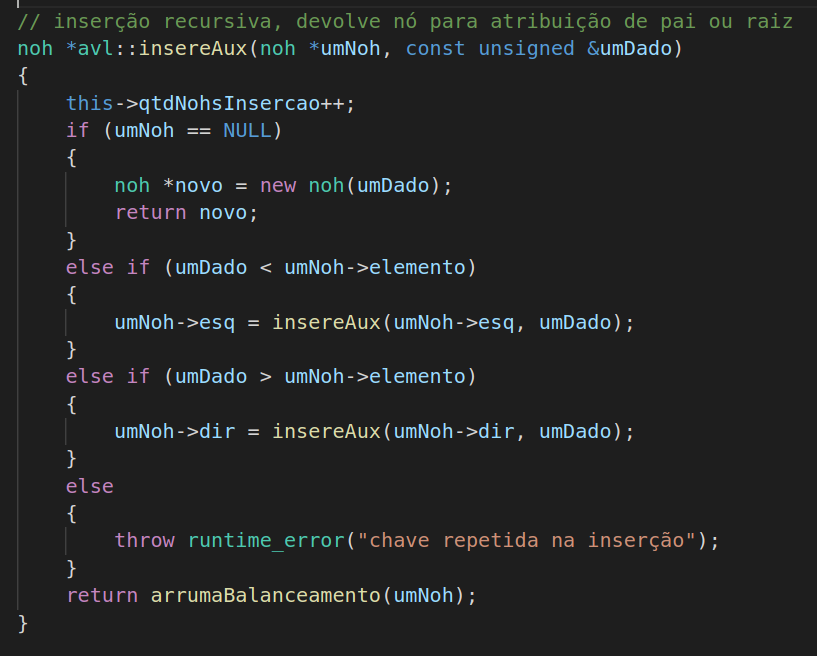 // inserção recursiva, devolve nó para atribuição de pai ou raiz
noh *avl::insereAux(noh *umNoh, const unsigned &umDado)
{
    this->qtdNohsInsercao++;
    if (umNoh == NULL)
    {
        noh *novo = new noh(umDado);
        return novo;
    }
    else if (umDado < umNoh->elemento)
    {
        umNoh->esq = insereAux(umNoh->esq, umDado);
    }
    else if (umDado > umNoh->elemento)
    {
        umNoh->dir = insereAux(umNoh->dir, umDado);
    }
    else
    {
        throw runtime_error("chave repetida na inserção");
    }
    return arrumaBalanceamento(umNoh);
}